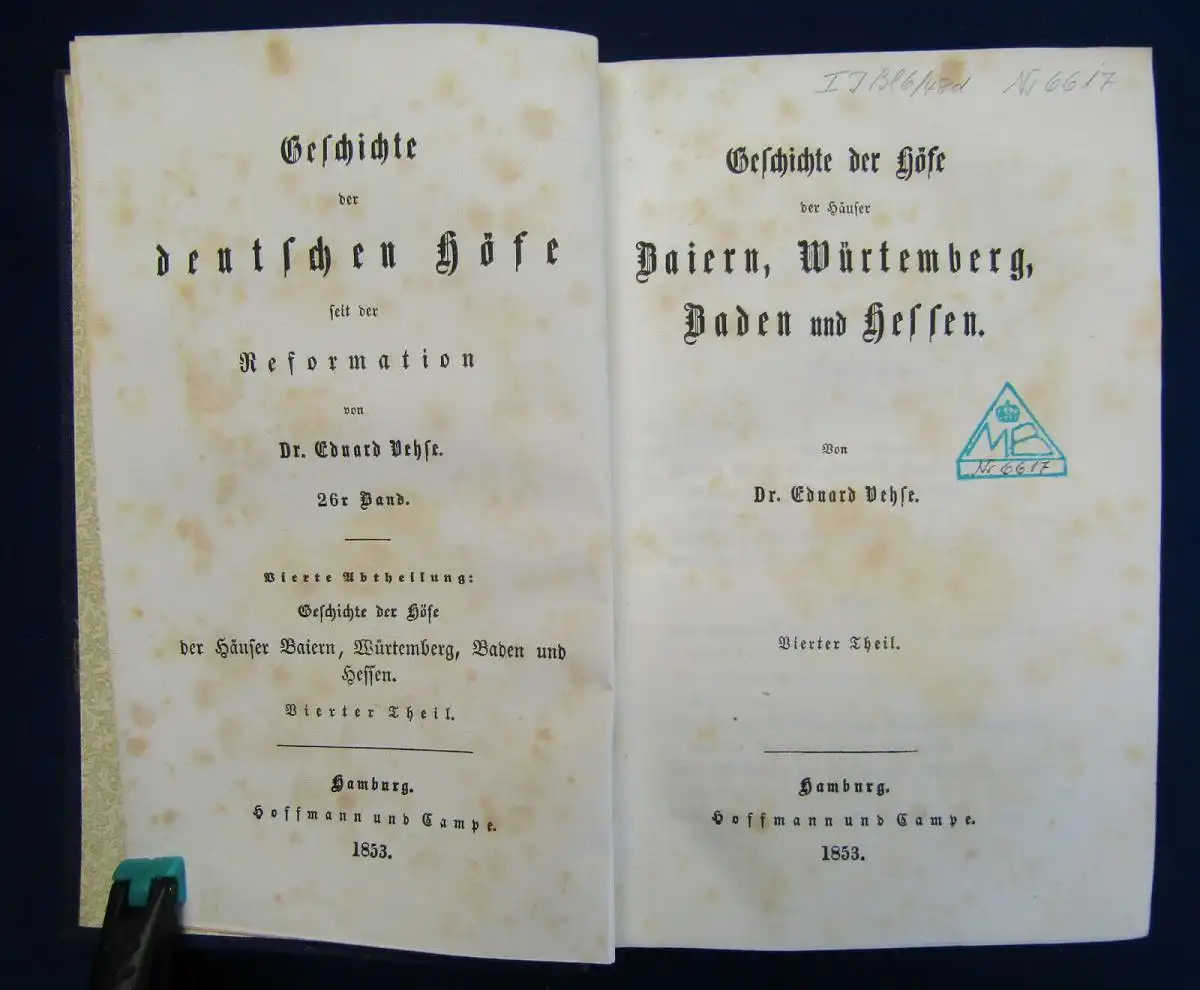 Geschichte
der
deutschen Höfe
seit der
Reformation
von
Dr. Eduard Vehse.
26r Band.
Vierte Abtheilung:
Geschichte der Höfe
der Häuser Baiern, Würtemberg, Baden und
Hessen.
Vierter Theil.
Hamburg.
Hoffmann und Campe.
1853.
Nr 6617
Geschichte der Höfe
der Häuser
Baiern, Würtemberg,
Baden und Hessen.
MB
Nr 6617
Von
Dr. Eduard Vehse.
Vierter Theil.
Hamburg.
Hoffmann und Campe.
1853.